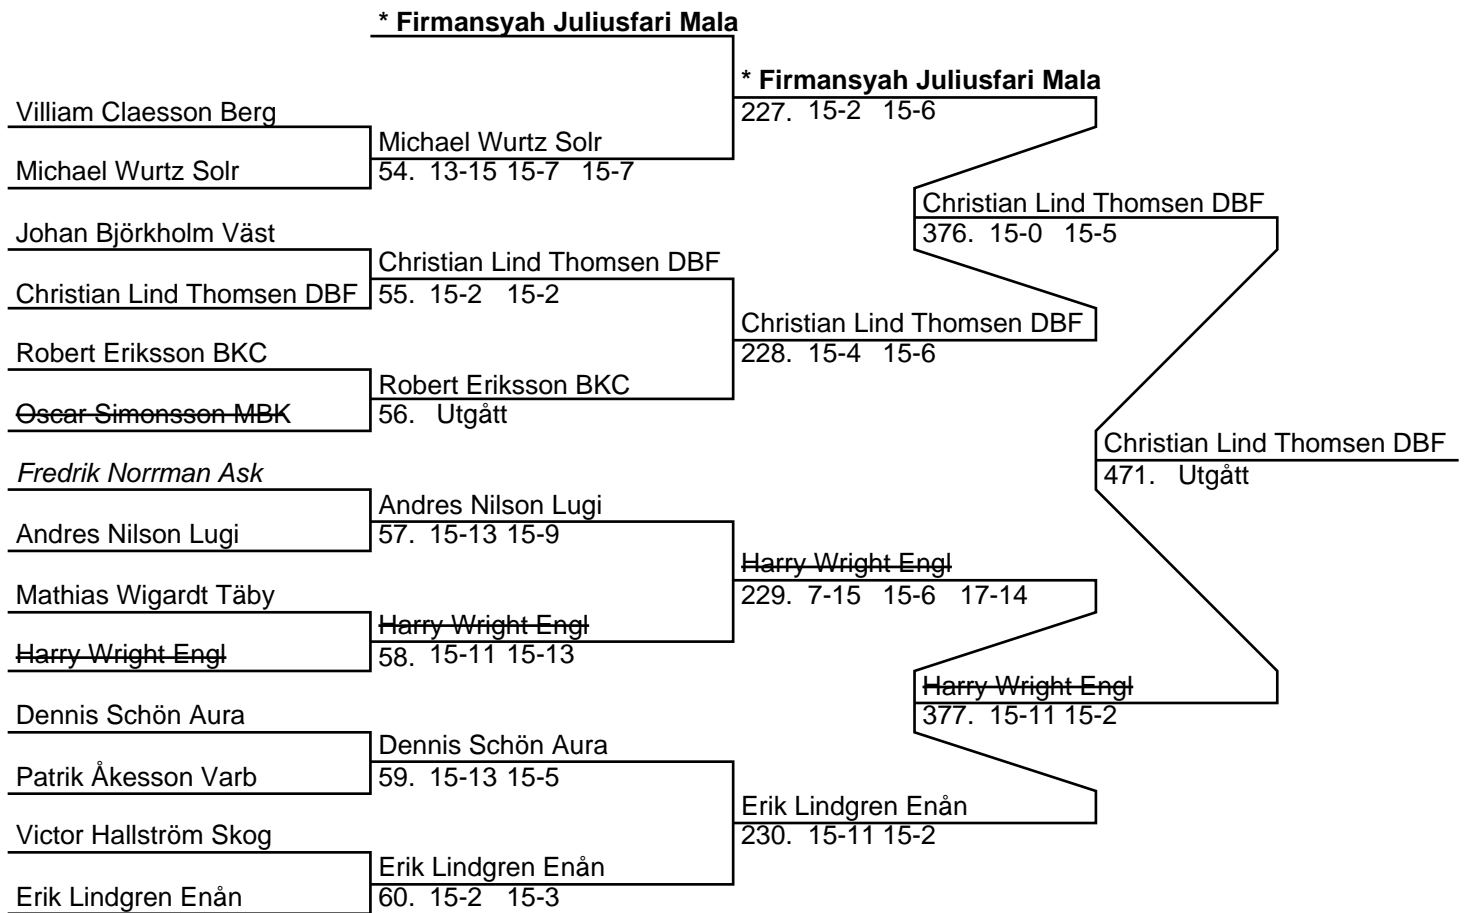 * Firmansyah Juliusfari Mala
* Firmansyah Juliusfari Mala
227. 15-2 15-6
Villiam Claesson Berg
Michael Wurtz Solr
Michael Wurtz Solr
54. 13-15 15-7 15-7
Christian Lind Thomsen DBF
376. 15-0 15-5
Johan Björkholm Väst
Christian Lind Thomsen DBF
Christian Lind Thomsen DBF
55. 15-2 15-2
Christian Lind Thomsen DBF
228. 15-4 15-6
Robert Eriksson BKC
Oscar Simonsson MBK
Robert Eriksson BKC
56. Utgått
Christian Lind Thomsen DBF
471. Utgått
Fredrik Norrman Ask
Andres Nilson Lugi
Andres Nilson Lugi
57. 15-13 15-9
Harry Wright Engl
229. 7-15 15-6 17-14
Mathias Wigardt Täby
Harry Wright Engl
Harry Wright Engl
58. 15-11 15-13
Harry Wright Engl
377. 15-11 15-2
Dennis Schön Aura
Patrik Åkesson Varb
Dennis Schön Aura
59. 15-13 15-5
Erik Lindgren Enån
230. 15-11 15-2
Victor Hallström Skog
Erik Lindgren Enån
Erik Lindgren Enån
60. 15-2 15-3